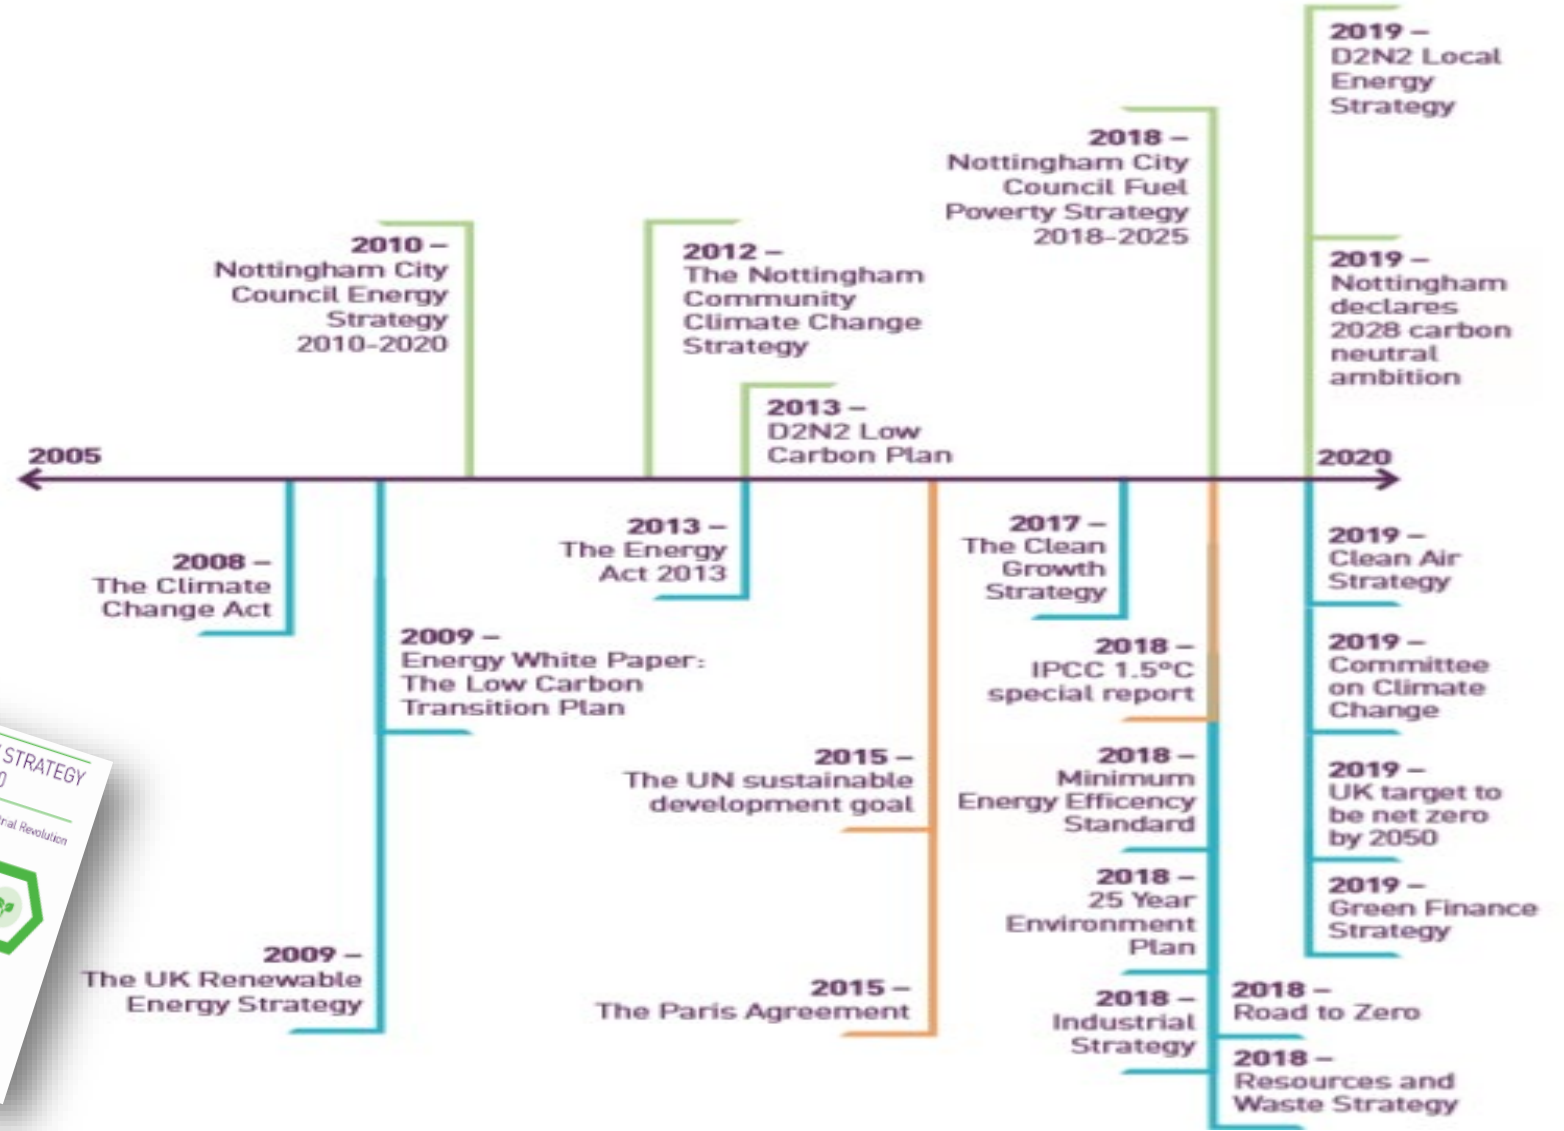 2019 –
D2N2 Local
Energy
Strategy
2018 –
Nottingham City
Council Fuel
Poverty Strategy
2018-2025
2010 –
Nottingham City
Council Energy
Strategy
2010-2020
2012 –
The Nottingham
Community
Climate Change
Strategy
2019 –
Nottingham
declares
2028 carbon
neutral
ambition
2013 –
D2N2 Low
Carbon Plan
2005
2020
2008 –
The Climate
Change Act
2009 –
Energy White Paper:
The Low Carbon
Transition Plan
2009 –
The UK Renewable
Energy Strategy
2013 –
The Energy
Act 2013
2015 –
The UN sustainable
development goal
2015 –
The Paris Agreement
2017 –
The Clean
Growth
Strategy
2018 –
IPCC 1.5°C
special report
2018 –
Minimum
Energy Efficency
Standard
2018 –
25 Year
Environment
Plan
2018 –
Industrial
Strategy
2018 –
Road to Zero
2018 –
Resources and
Waste Strategy
2019 –
Clean Air
Strategy
2019 –
Committee
on Climate
Change
2019 –
UK target to
be net zero
by 2050
2019 –
Green Finance
Strategy
STRATEGY
Revolution